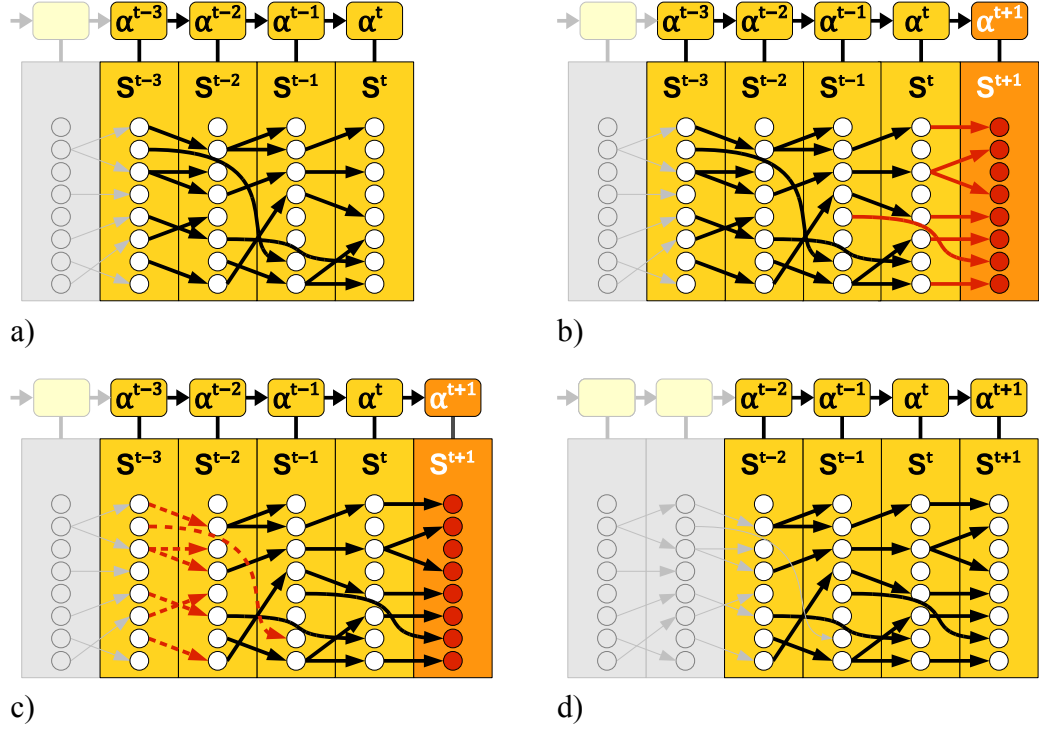 α^t−3 α^t−2 α^t−1 α^t
S^t−3 S^t−2 S^t−1 S^t
a)
α^t−3 α^t−2 α^t−1 α^t α^t+1
S^t−3 S^t−2 S^t−1 S^t S^t+1
b)
α^t−3 α^t−2 α^t−1 α^t α^t+1
S^t−3 S^t−2 S^t−1 S^t S^t+1
c)
α^t−2 α^t−1 α^t α^t+1
S^t−2 S^t−1 S^t S^t+1
d)